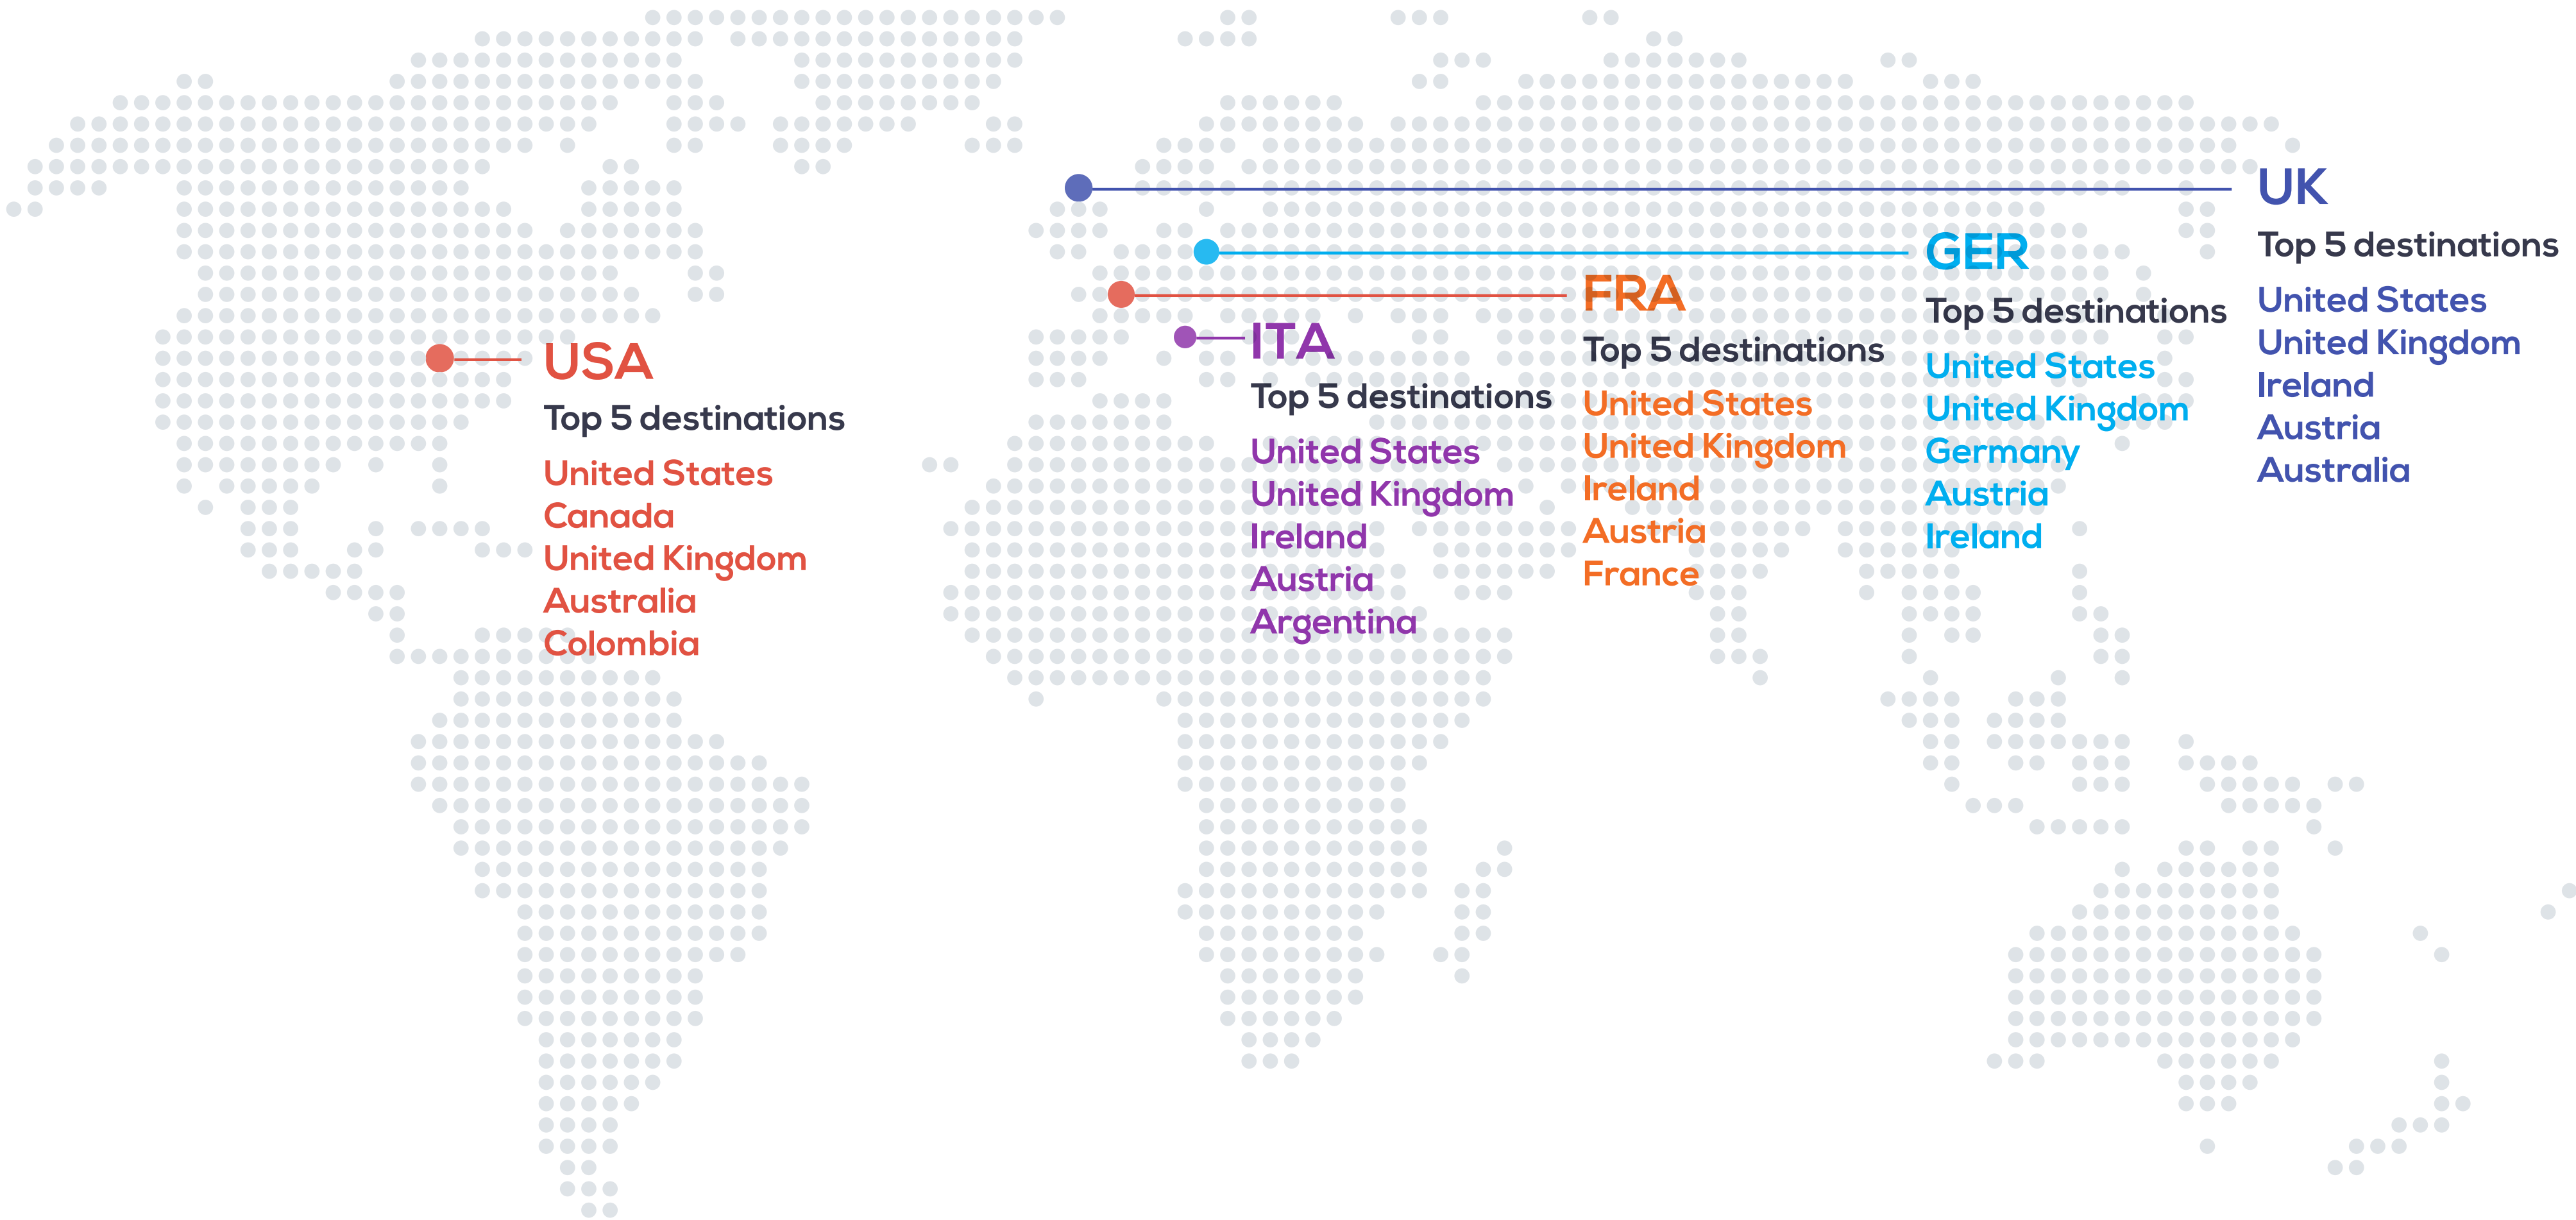 USA
Top 5 destinations
United States
Canada
United Kingdom
Australia
Colombia
ITA
Top 5 destinations
United States
United Kingdom
Ireland
Austria
Argentina
FRA
Top 5 destinations
United States
United Kingdom
Ireland
Austria
France
GER
Top 5 destinations
United States
United Kingdom
Germany
Austria
Ireland
UK
Top 5 destinations
United States
United Kingdom
Ireland
Austria
Australia